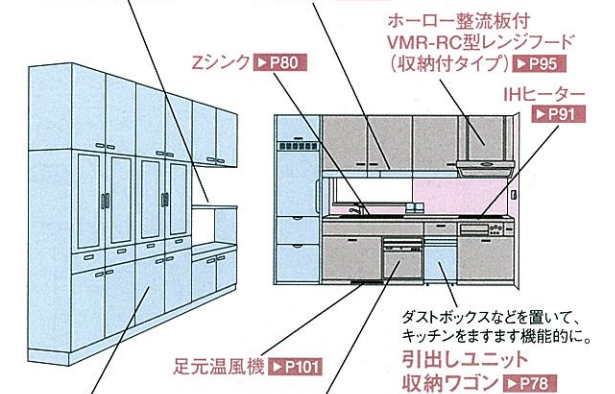 ホーロー整流板付
VMR-RC型レンジフード
(収納付タイプ)▶P95
Zシンク▶P80
IHヒーター
▶P91
ダストボックスなどを置いて、
キッチンをますます機能的に。
足元温風機▶P101
引出しユニット
収納ワゴン▶P78